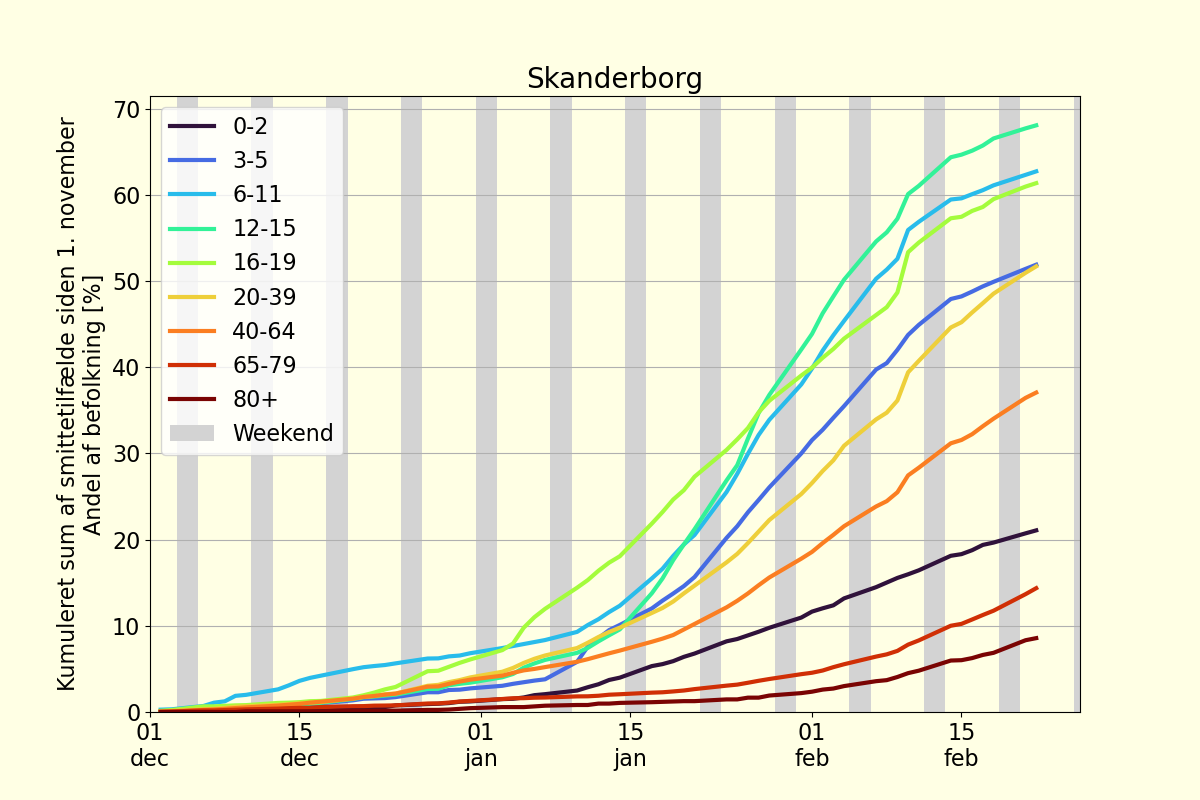 Skanderborg
Kumuleret sum af smittetilfælde siden 1. november
Andel af befolkning [%]
70
60
50
40
30
20
10
0
0-2
3-5
6-11
12-15
16-19
20-39
40-64
65-79
80+
Weekend
01 15 01 15 01 15
dec dec jan jan feb feb